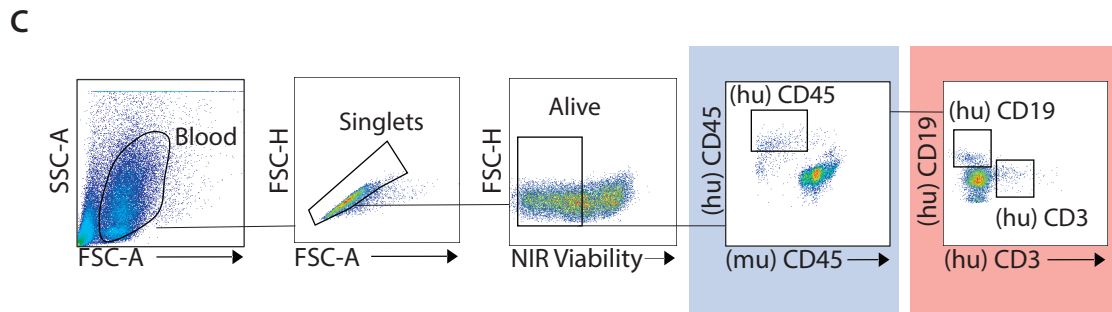 C
SSC-A
Blood
FSC-A
FSC-H
Singlets
FSC-A
FSC-H
Alive
NIR Viability
(hu) CD45
(hu) CD45
(mu) CD45
(hu) CD19
(hu) CD19
(hu) CD3
(hu) CD3